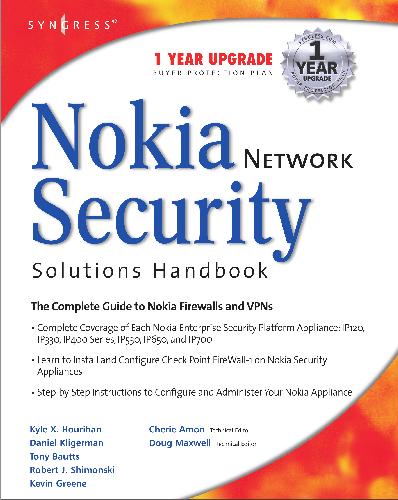 SYNGRESS®
1 YEAR UPGRADE
BUYER PROTECTION PLAN
1
YEAR
UPGRADE
Nokia NETWORK
Security
Solutions Handbook
The Complete Guide to Nokia Firewalls and VPNs
• Complete Coverage of Each Nokia Enterprise Security Platform Appliance: IP120,
IP330, IP400 Series, IP530, IP650, and IP700
• Learn to Install and Configure Check Point FireWall-1 on Nokia Security
Appliances
• Step-by-Step Instructions to Configure and Administer Your Nokia Appliance
Kyle X. Hourihan
Daniel Kligerman
Tony Bautts
Robert J. Shimonski
Kevin Greene
Cherie Amon Technical Editor
Doug Maxwell Technical Editor